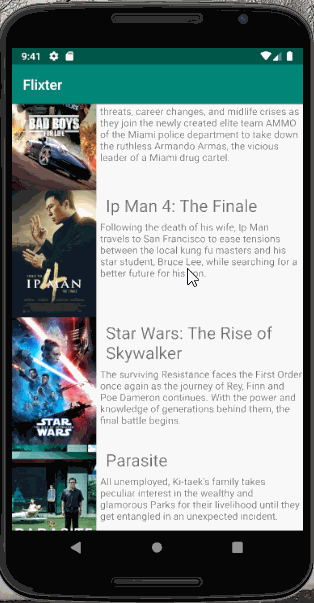 9:41
Flixter
BAD BOYS
FOR LIFE
threats, career changes, and midlife crises as
they join the newly created elite team AMMO
of the Miami police department to take down
the ruthless Armando Armas, the vicious
leader of a Miami drug cartel.
IP MAN 4
THE FINALE
Ip Man 4: The Finale
Following the death of his wife, Ip Man
travels to San Francisco to ease tensions
between the local kung fu masters and his
star student, Bruce Lee, while searching for a
better future for his son.
STAR
WARS
Star Wars: The Rise of
Skywalker
The surviving Resistance faces the First Order
once again as the journey of Rey, Finn and
Poe Dameron continues. With the power and
knowledge of generations behind them, the
final battle begins.
PARASITE
Parasite
All unemployed, Ki-taek's family takes
peculiar interest in the wealthy and
glamorous Parks for their livelihood until they
get entangled in an unexpected incident.